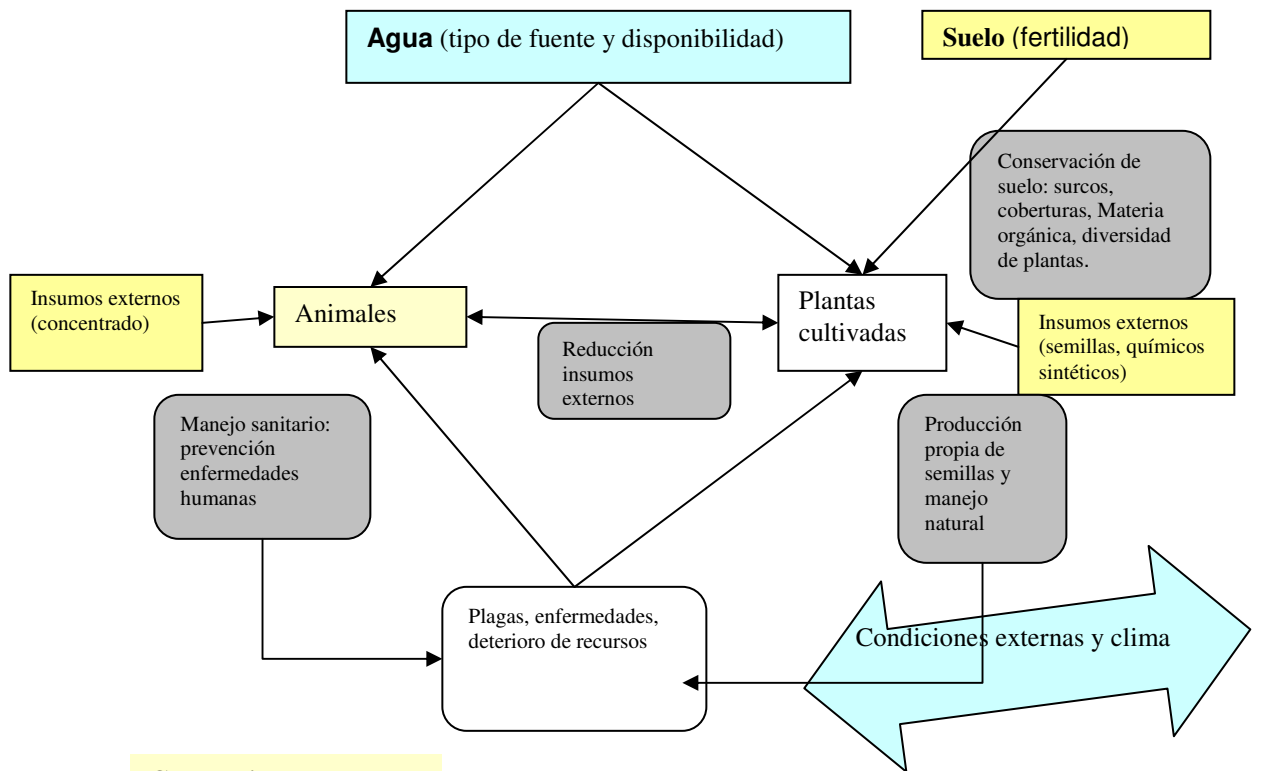 Agua (tipo de fuente y disponibilidad)
Suelo (fertilidad)
Conservación de
suelo: surcos,
coberturas, Materia
orgánica, diversidad
de plantas.
Insumos externos
(concentrado)
Animales
Plantas
cultivadas
Insumos externos
(semillas, químicos
sintéticos)
Reducción
insumos
externos
Manejo sanitario:
prevención
enfermedades
humanas
Producción
propia de
semillas y
manejo
natural
Plagas, enfermedades,
deterioro de recursos
Condiciones externas y clima